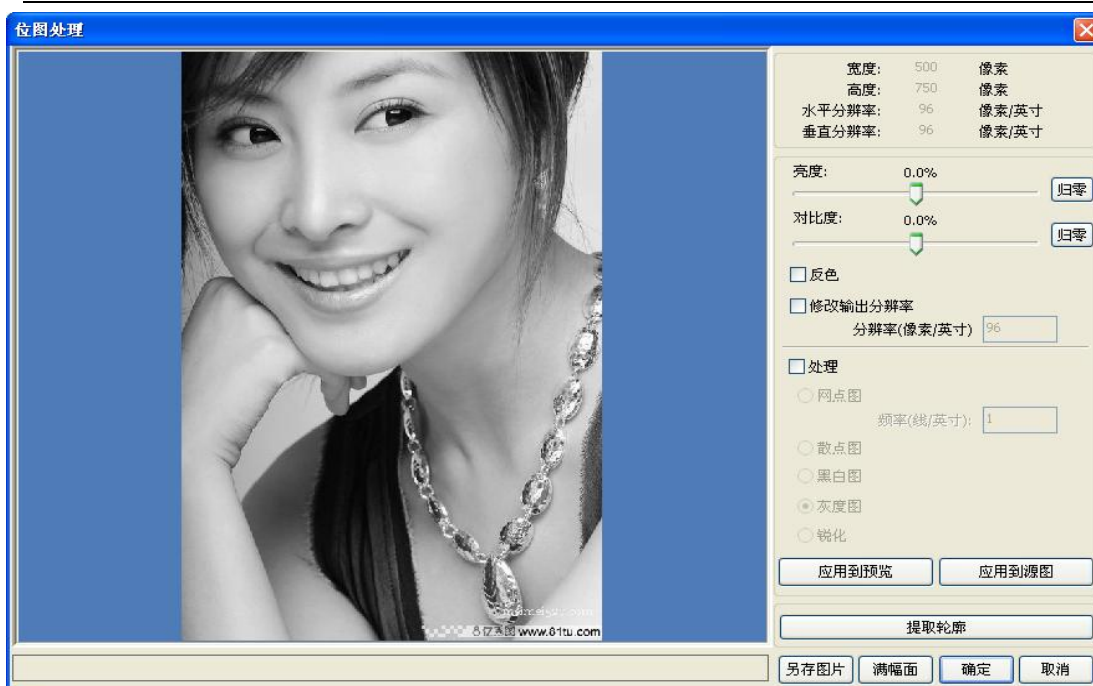 位图处理
宽度: 500 像素
高度: 750 像素
水平分辨率: 96 像素/英寸
垂直分辨率: 96 像素/英寸
亮度: 0.0%
归零
对比度: 0.0%
归零
反色
修改输出分辨率
分辨率(像素/英寸) 96
处理
网点图
频率(线/英寸): 1
散点图
黑白图
灰度图
锐化
应用到预览 应用到源图
提取轮廓
www.81tu.com
另存图片 满幅面 确定 取消